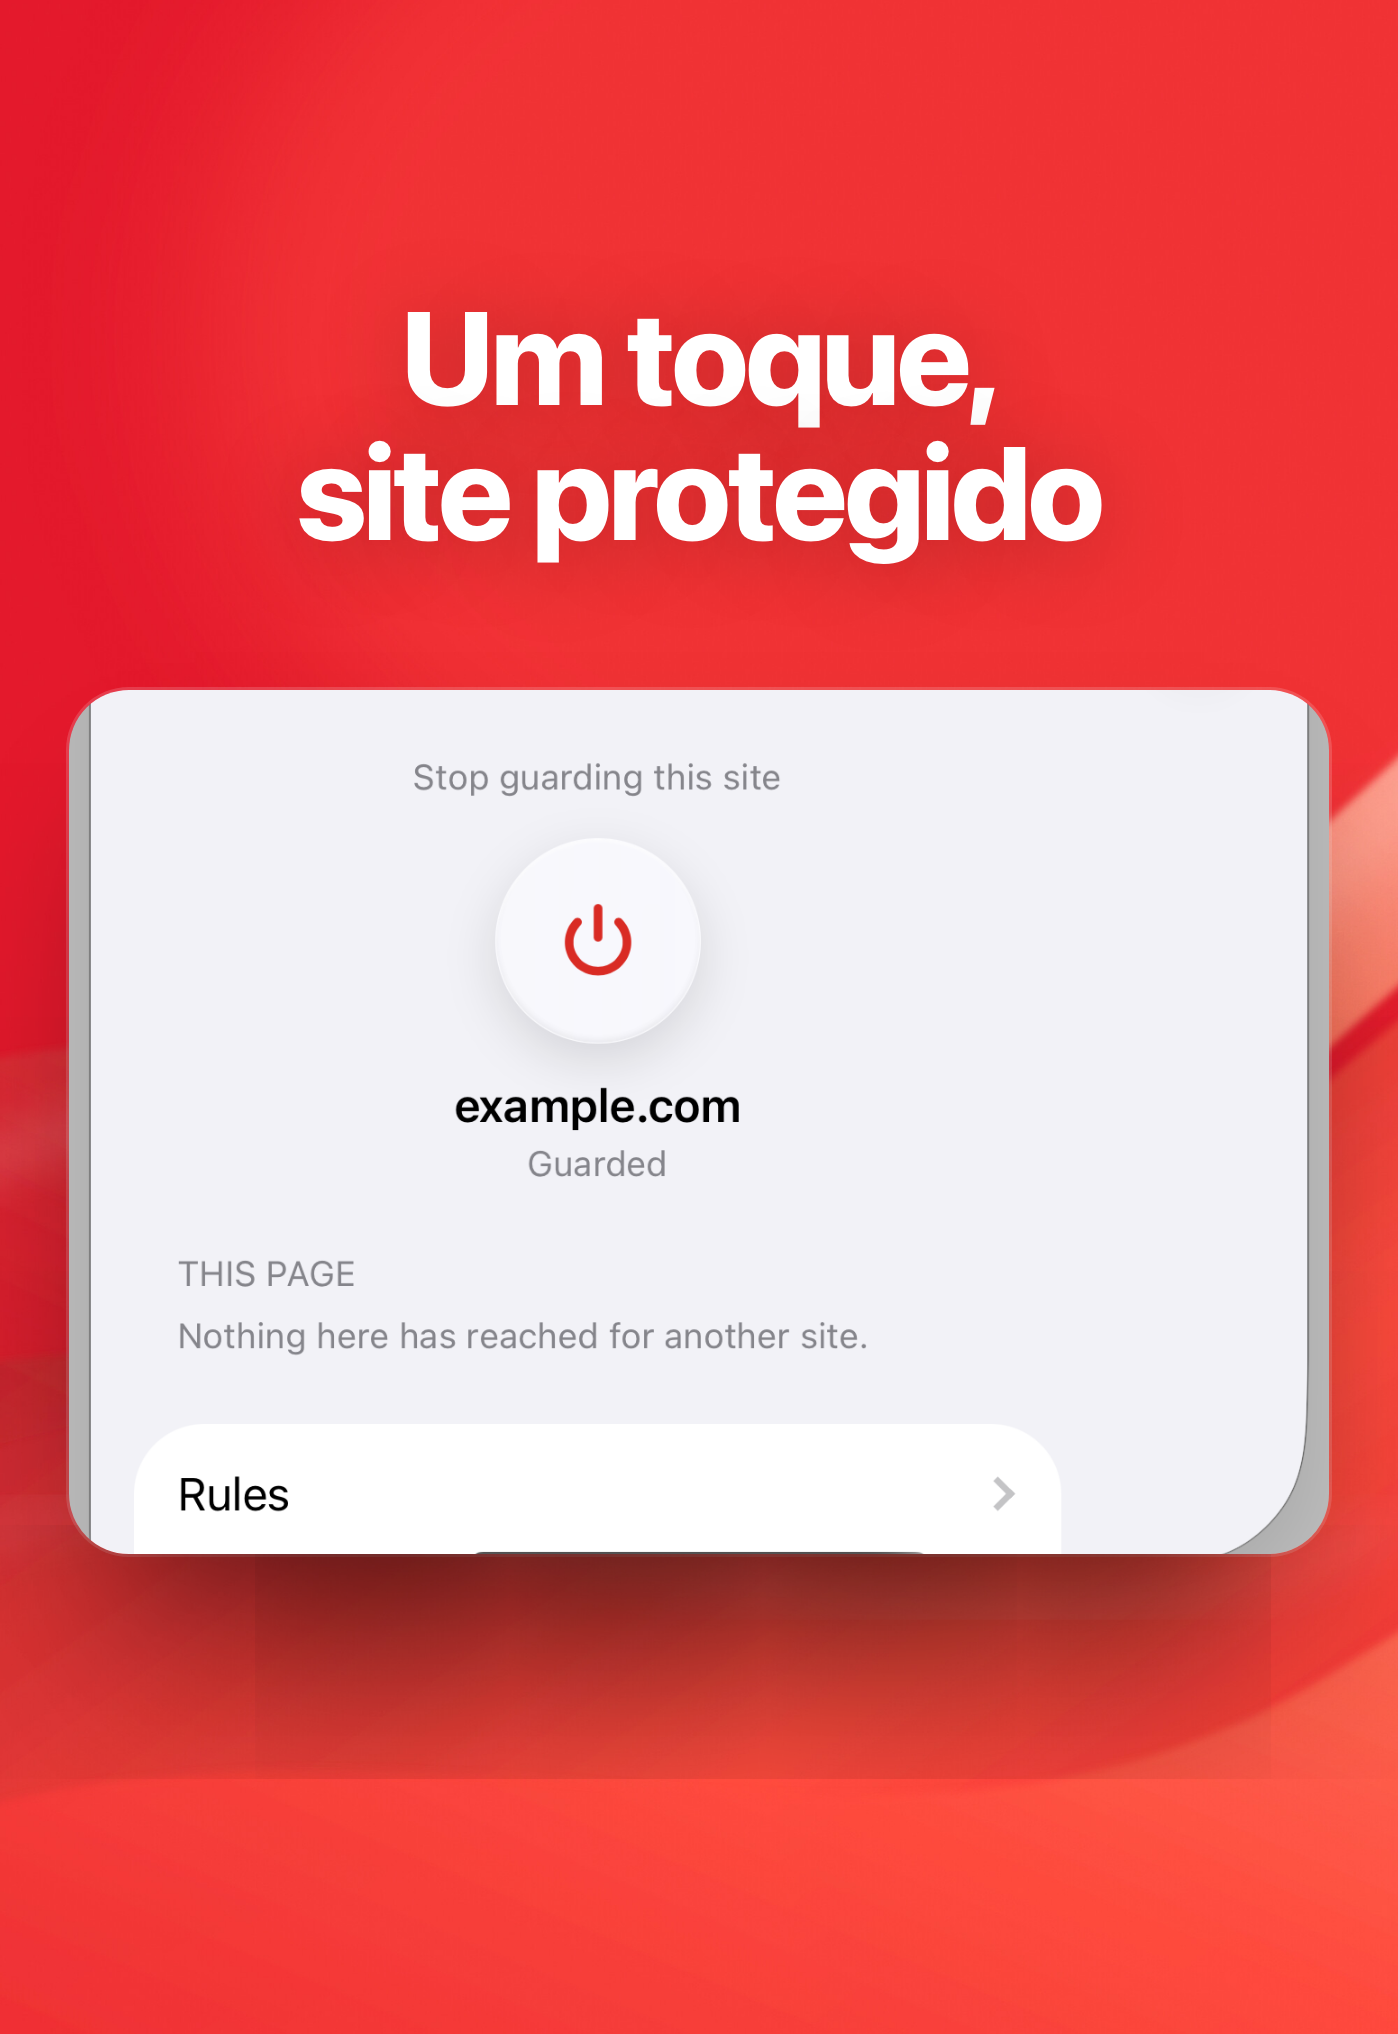 Um toque,
site protegido
Stop guarding this site
example.com
Guarded
THIS PAGE
Nothing here has reached for another site.
Rules